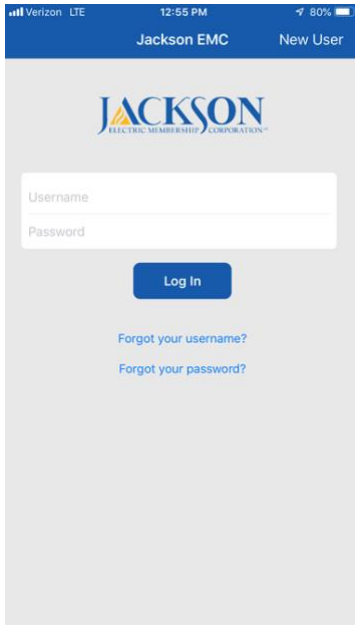 Verizon LTE 12:55 PM 80%
Jackson EMC New User
JACKSON
ELECTRIC MEMBERSHIP CORPORATION
Username
Password
Log In
Forgot your username?
Forgot your password?